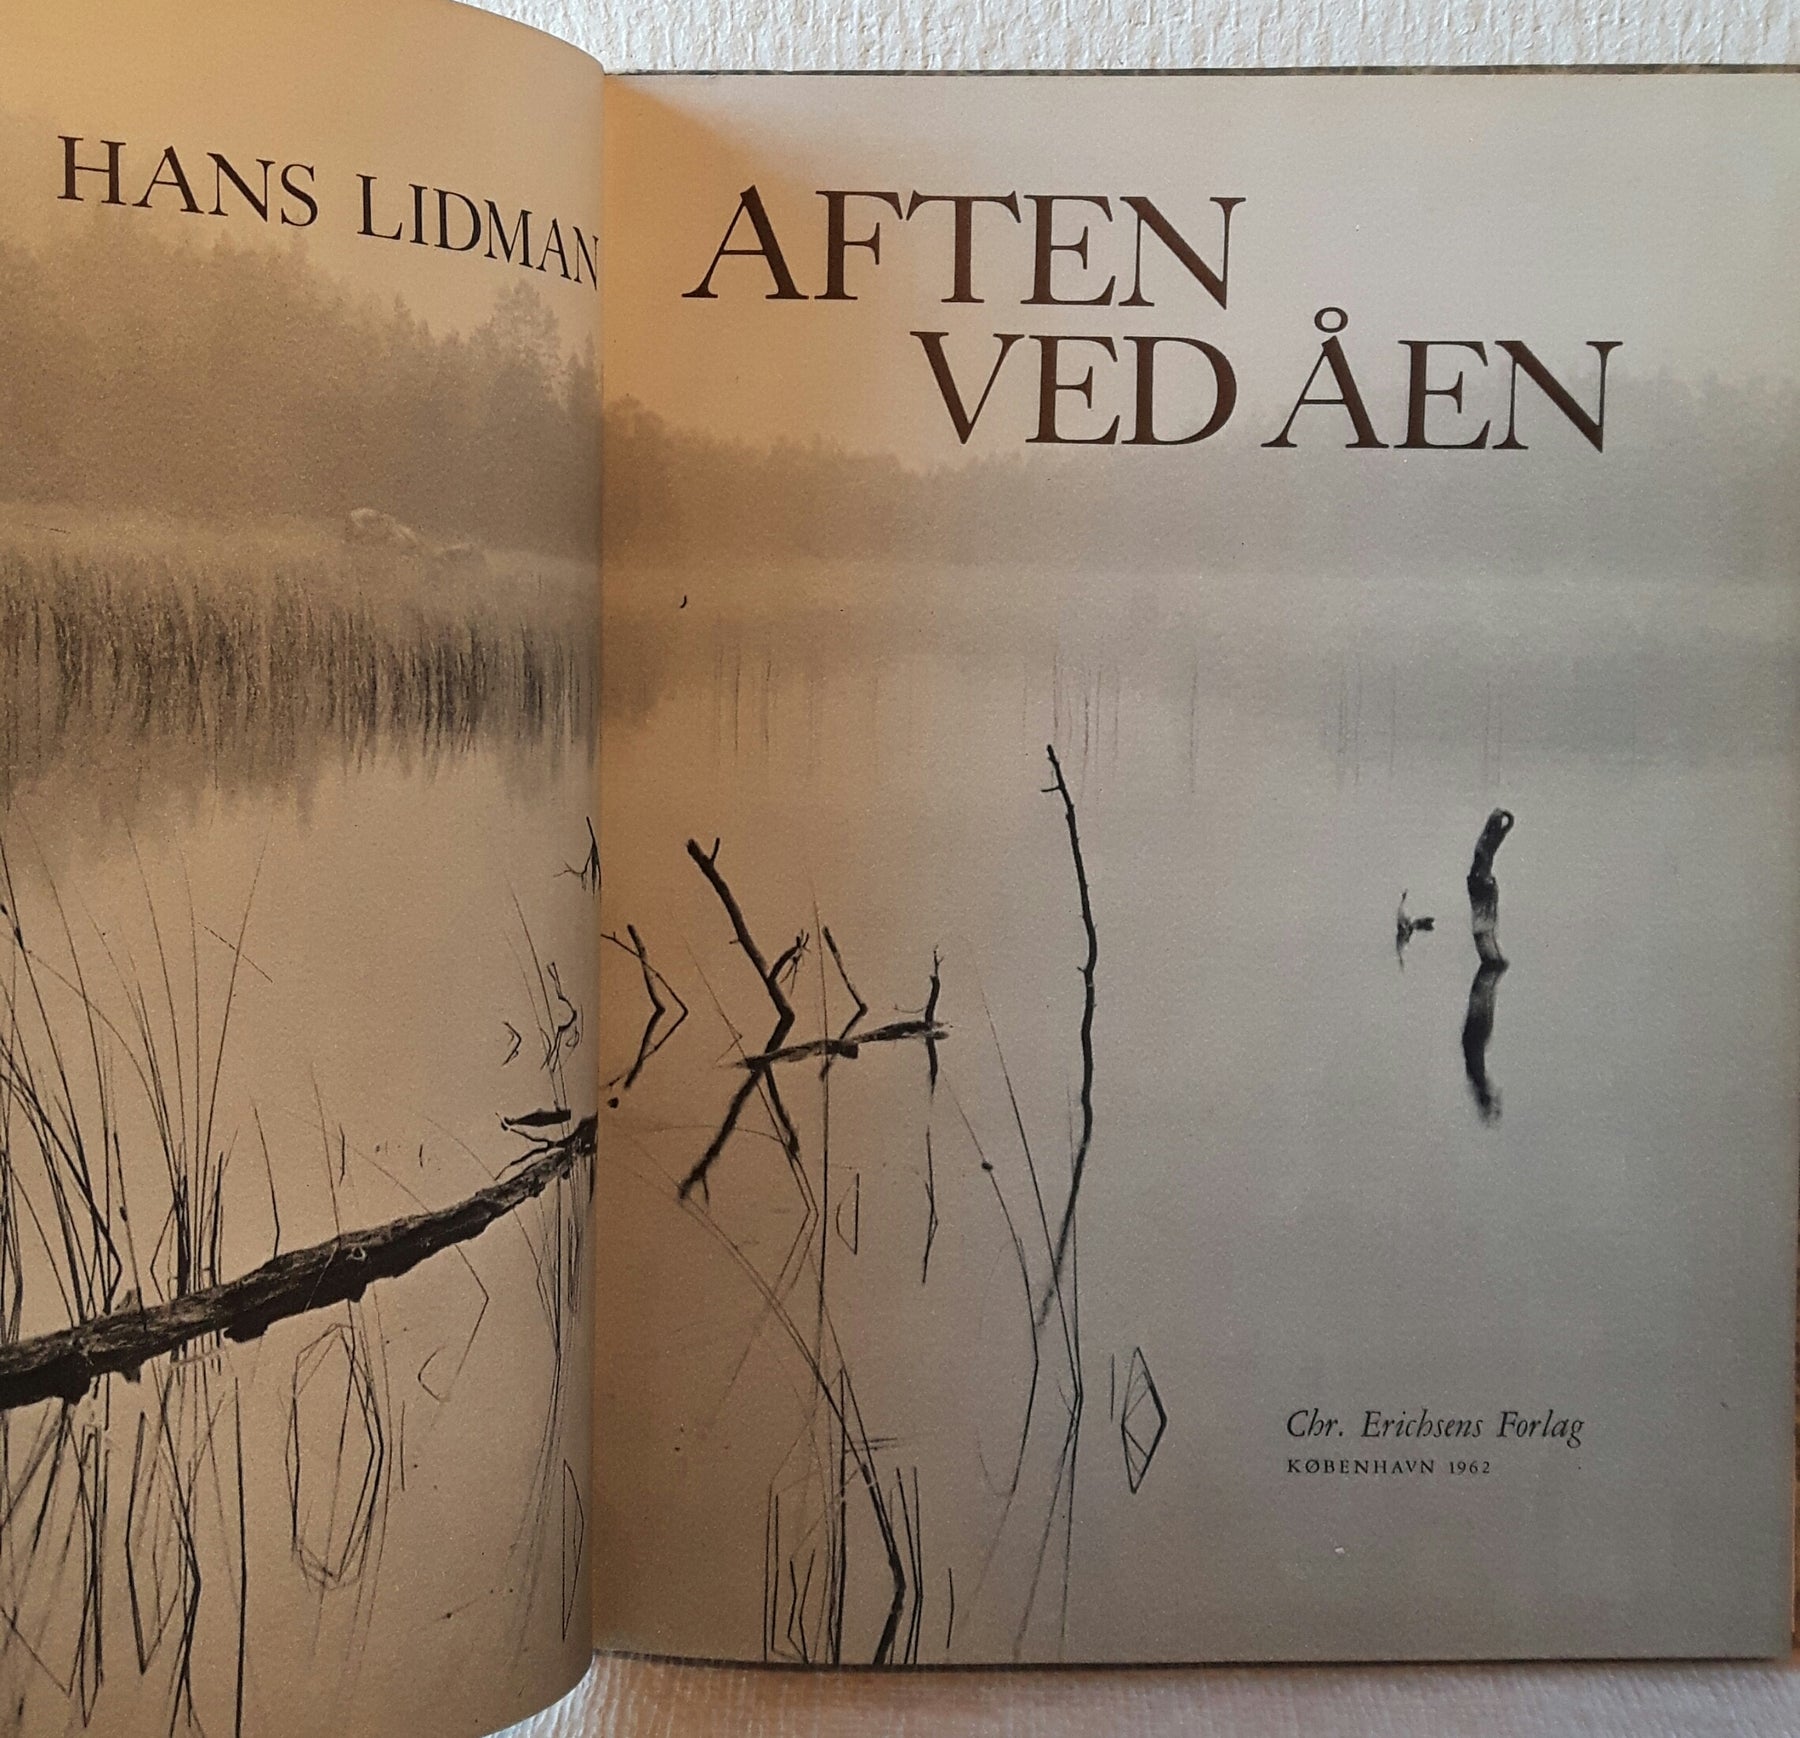 HANS LIDMAN
AFTEN
VED ÅEN
Chr. Erichsens Forlag
KØBENHAVN 1962